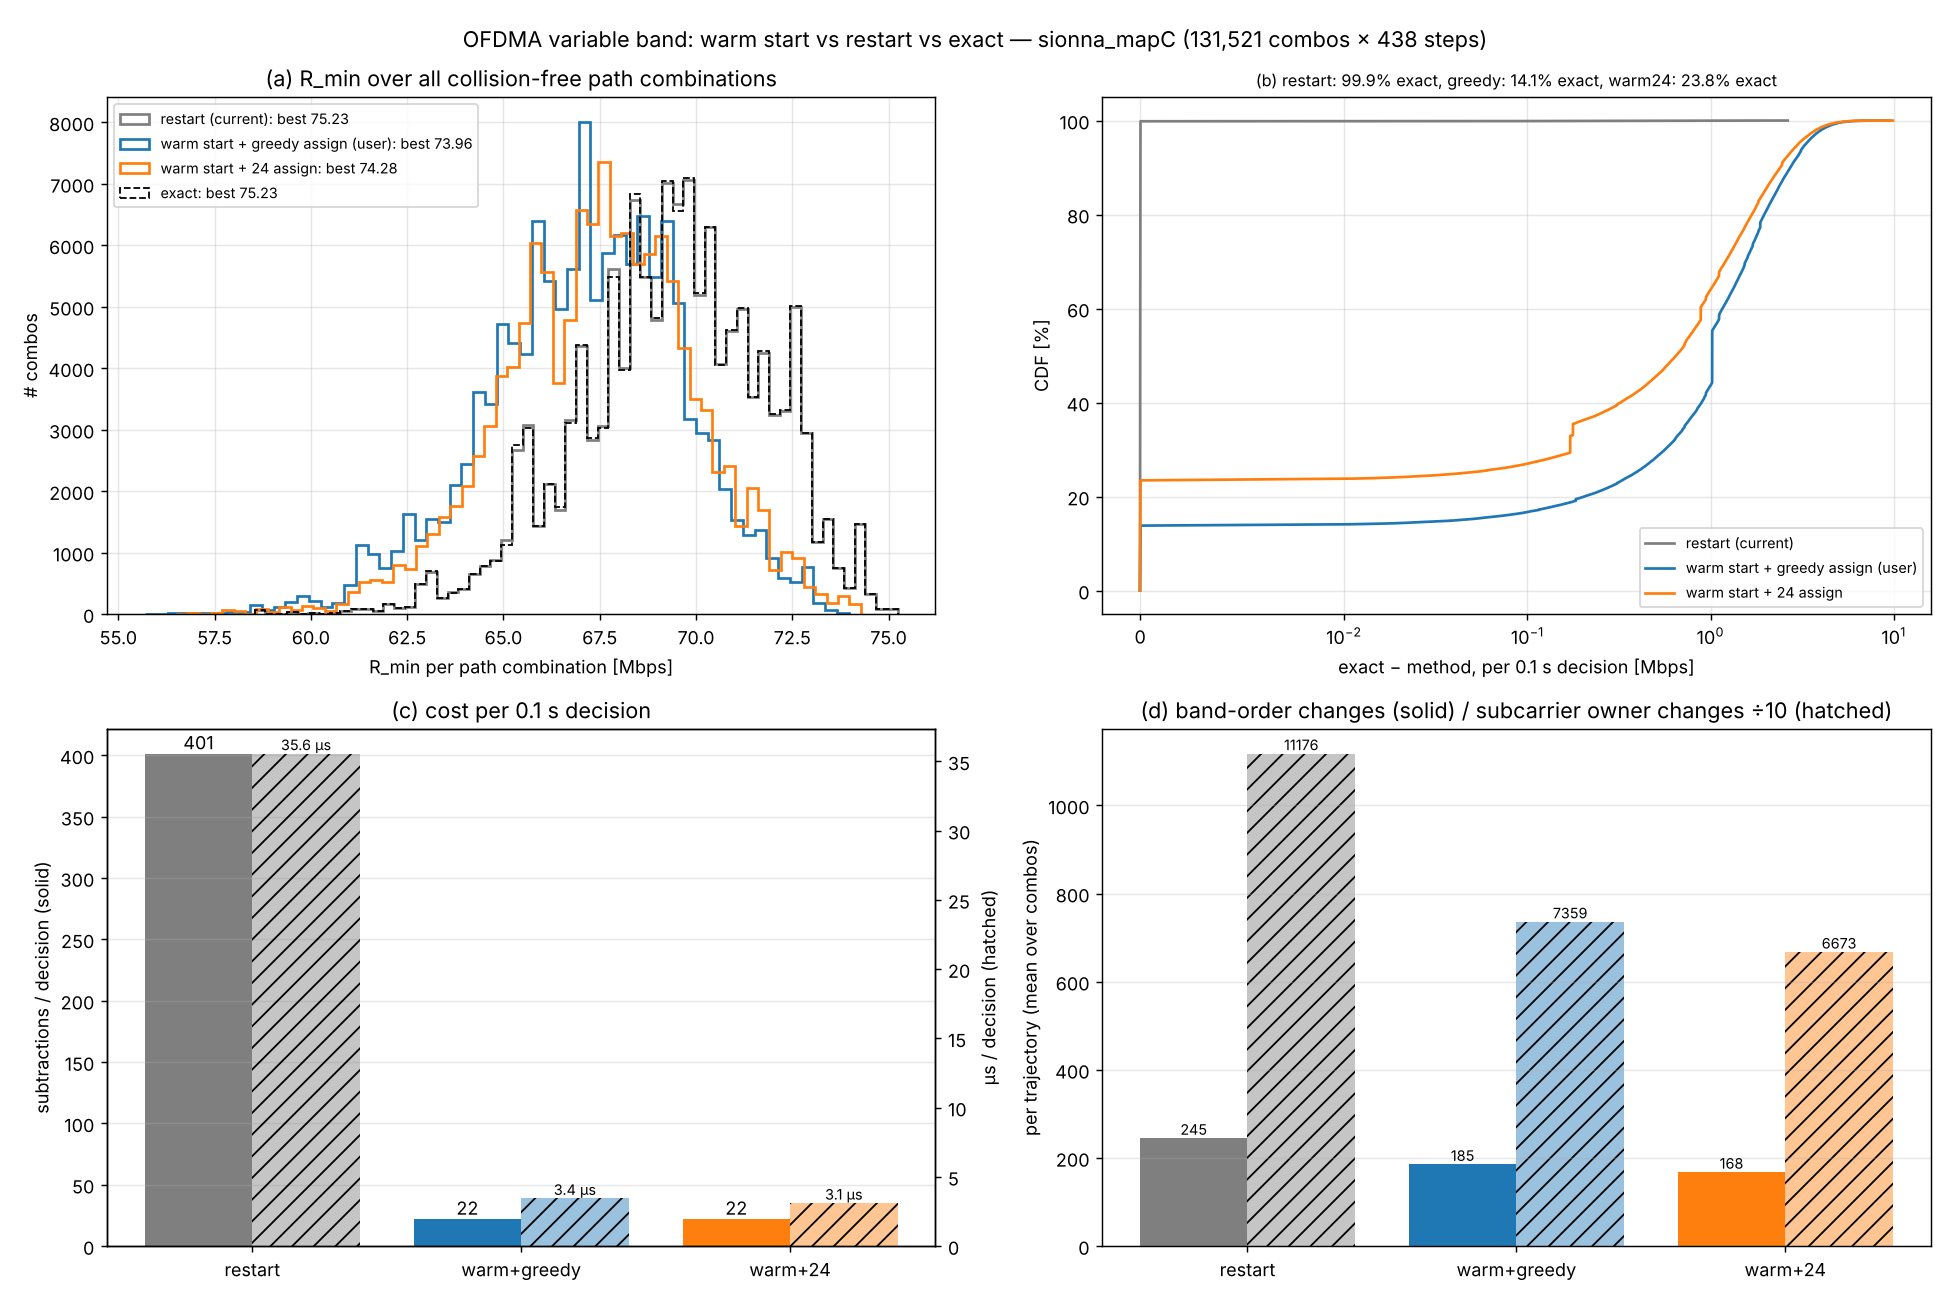 OFDMA variable band: warm start vs restart vs exact — sionna_mapC (131,521 combos × 438 steps)
(a) R_min over all collision-free path combinations
restart (current): best 75.23
warm start + greedy assign (user): best 73.96
warm start + 24 assign: best 74.28
exact: best 75.23
8000
7000
6000
5000
4000
3000
2000
1000
0
# combos
55.0 57.5 60.0 62.5 65.0 67.5 70.0 72.5 75.0
R_min per path combination [Mbps]
(b) restart: 99.9% exact, greedy: 14.1% exact, warm24: 23.8% exact
100
80
60
40
20
0
CDF [%]
restart (current)
warm start + greedy assign (user)
warm start + 24 assign
0 10⁻² 10⁻¹ 10⁰ 10¹
exact − method, per 0.1 s decision [Mbps]
(c) cost per 0.1 s decision
400
350
300
250
200
150
100
50
0
subtractions / decision (solid)
401 35.6 µs
22 3.4 µs
22 3.1 µs
35
30
25
20
15
10
5
0
µs / decision (hatched)
restart warm+greedy warm+24
(d) band-order changes (solid) / subcarrier owner changes ÷10 (hatched)
1000
800
600
400
200
0
per trajectory (mean over combos)
245 11176
185 7359
168 6673
restart warm+greedy warm+24